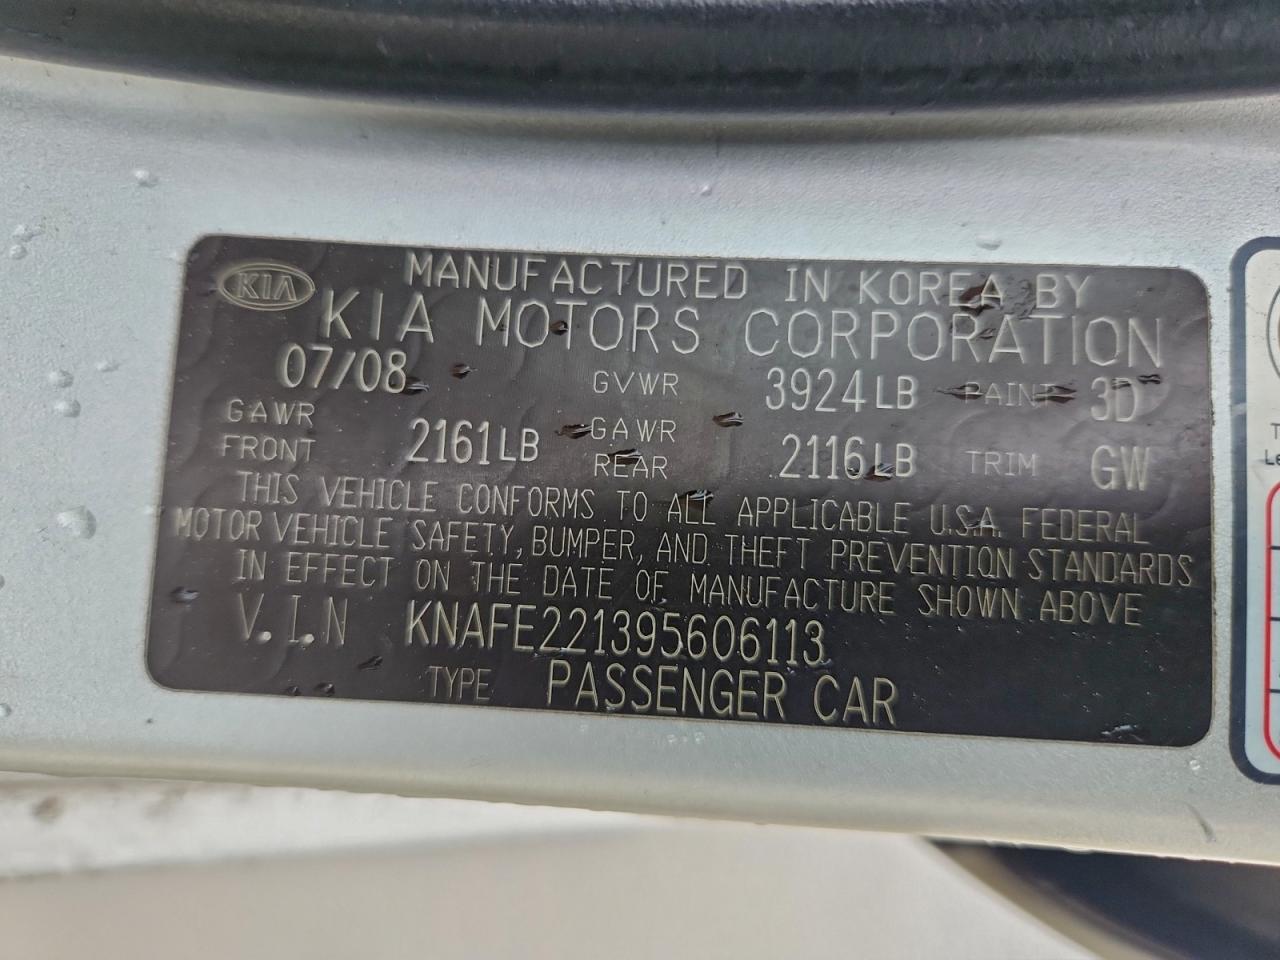 KIA
MANUFACTURED IN KOREA BY
KIA MOTORS CORPORATION
07/08 GVWR 3924LB PAINT 3D
GAWR FRONT 2161LB GAWR REAR 2116LB TRIM GW
THIS VEHICLE CONFORMS TO ALL APPLICABLE U.S.A. FEDERAL
MOTOR VEHICLE SAFETY, BUMPER, AND THEFT PREVENTION STANDARDS
IN EFFECT ON THE DATE OF MANUFACTURE SHOWN ABOVE
V.I.N KNAFE221395606113
TYPE PASSENGER CAR